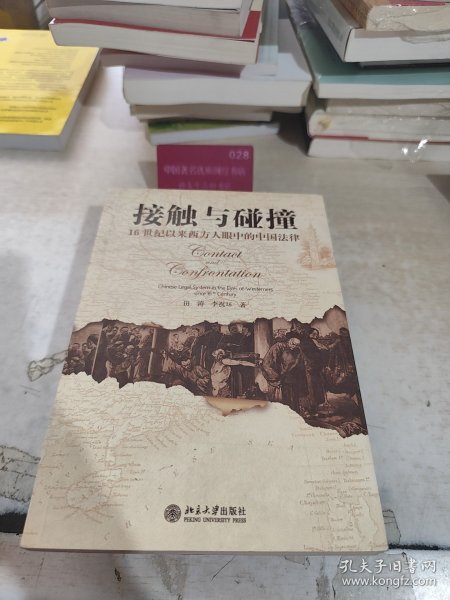 028
接触与碰撞
16世纪以来西方人眼中的中国法律
Contact
and
Confrontation
Chinese Legal System in the Eyes of Westerners
since 16th Century
田涛 李祝环 著
北京大学出版社
PEKING UNIVERSITY PRESS
孔夫子旧书网
www.kongfz.com